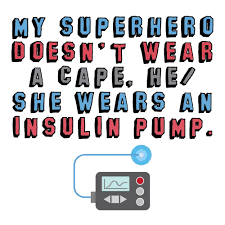 MY SUPERHERO
DOESN'T WEAR
A CAPE, HE/
SHE WEARS AN
INSULIN PUMP.